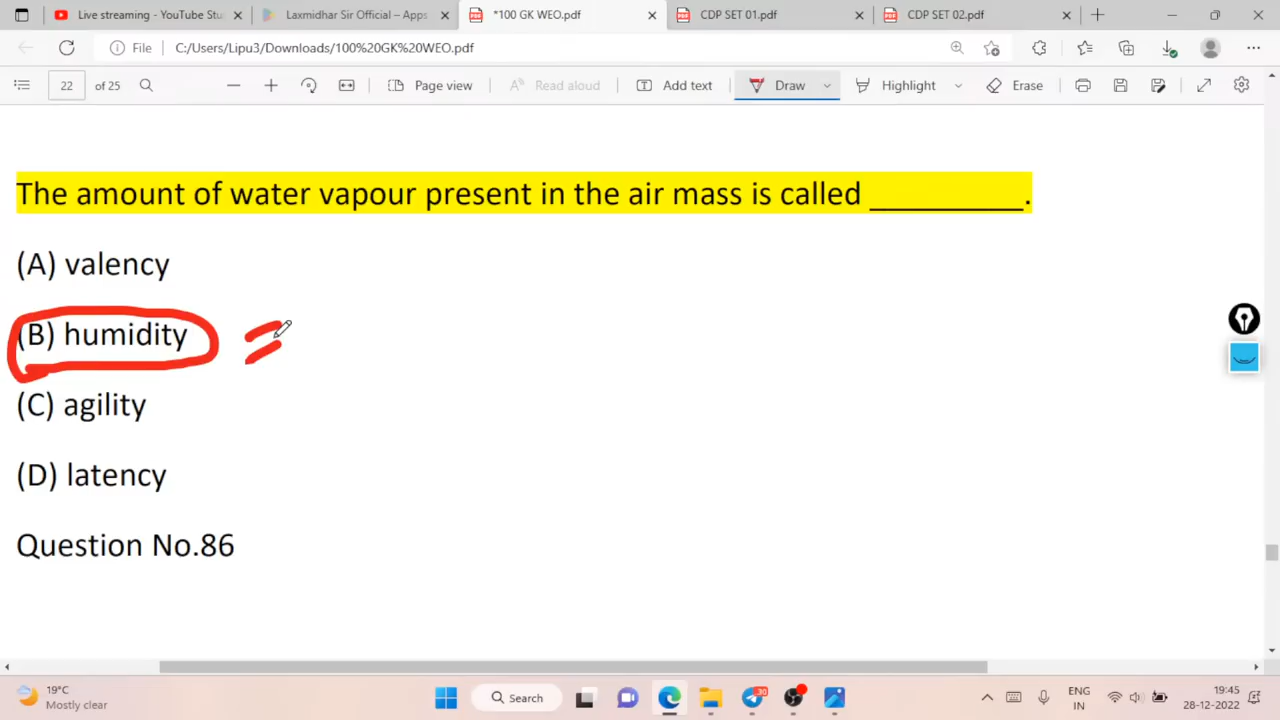 Live streaming - YouTube Stu
Laxmidhar Sir Official – Apps
*100 GK WEO.pdf
CDP SET 01.pdf
CDP SET 02.pdf
File
C:/Users/Lipu3/Downloads/100%20GK%20WEO.pdf
22 of 25
Page view
Read aloud
Add text
Draw
Highlight
Erase
The amount of water vapour present in the air mass is called __________.
(A) valency
(B) humidity
(C) agility
(D) latency
Question No.86
19°C
Mostly clear
Search
30
ENG
IN
19:45
28-12-2022